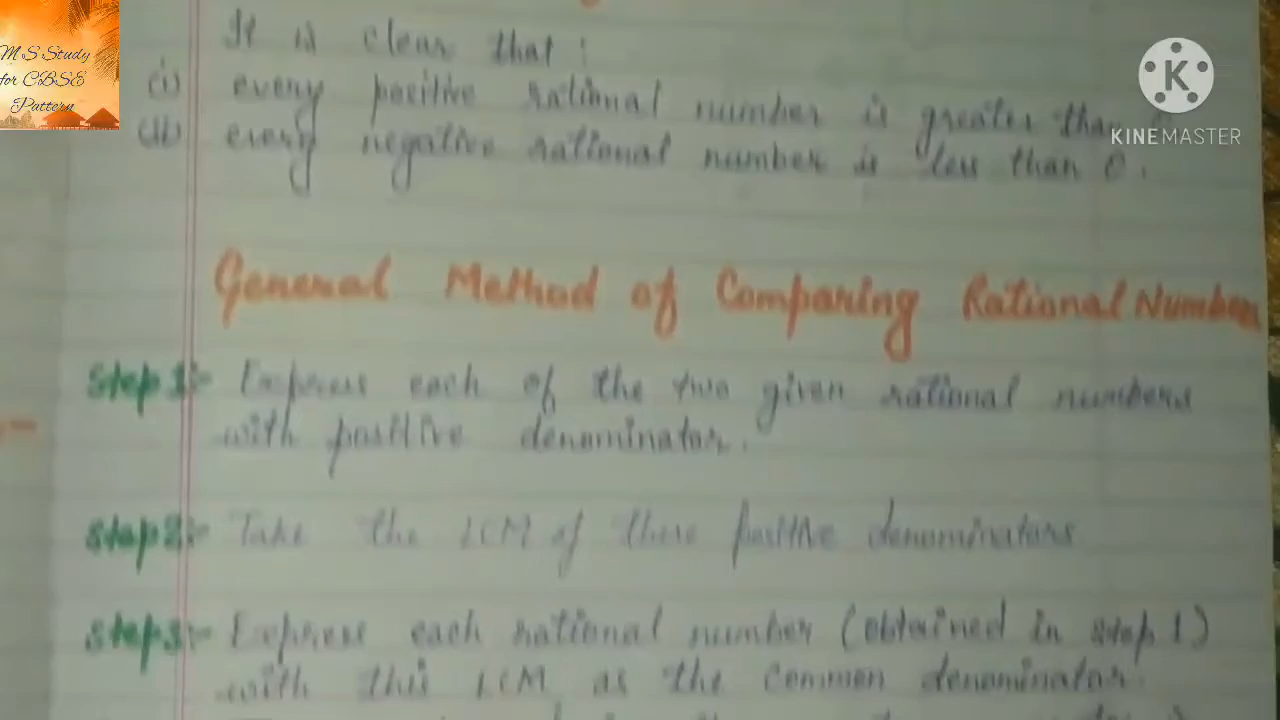 M S Study
for CBSE
Pattern
KINEMASTER
It is clear that :
(i) every positive rational number is greater than
(ii) every negative rational number is less than 0.
General Method of Comparing Rational Number
Step 1:- Express each of the two given rational numbers
with positive denominator.
Step 2:- Take the LCM of these positive denominators
Step 3:- Express each rational number (obtained in step 1)
with this LCM as the common denominator.